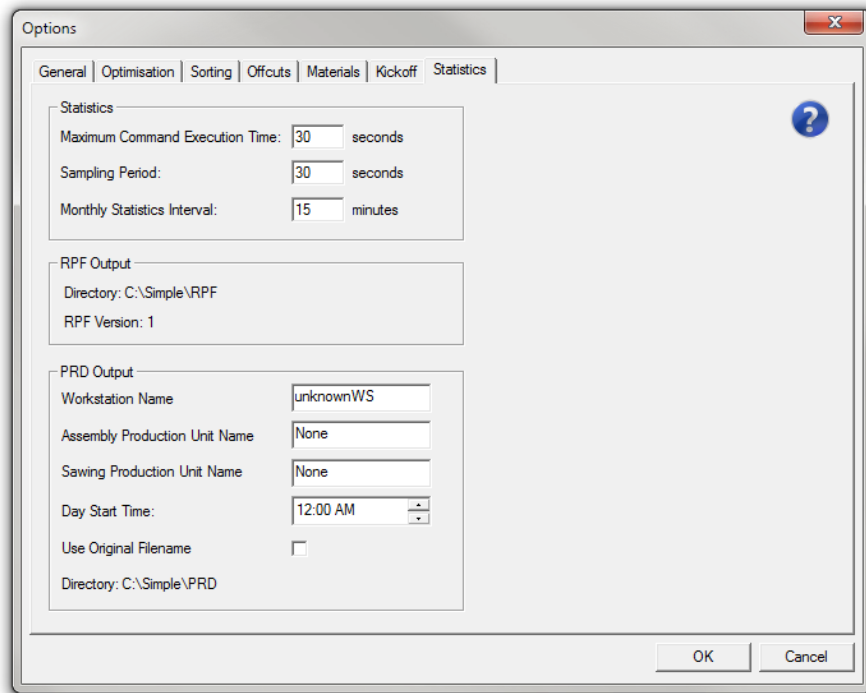 Options
General Optimisation Sorting Offcuts Materials Kickoff Statistics
Statistics
Maximum Command Execution Time: 30 seconds
Sampling Period: 30 seconds
Monthly Statistics Interval: 15 minutes
RPF Output
Directory: C:\Simple\RPF
RPF Version: 1
PRD Output
Workstation Name unknownWS
Assembly Production Unit Name None
Sawing Production Unit Name None
Day Start Time: 12:00 AM
Use Original Filename
Directory: C:\Simple\PRD
OK Cancel